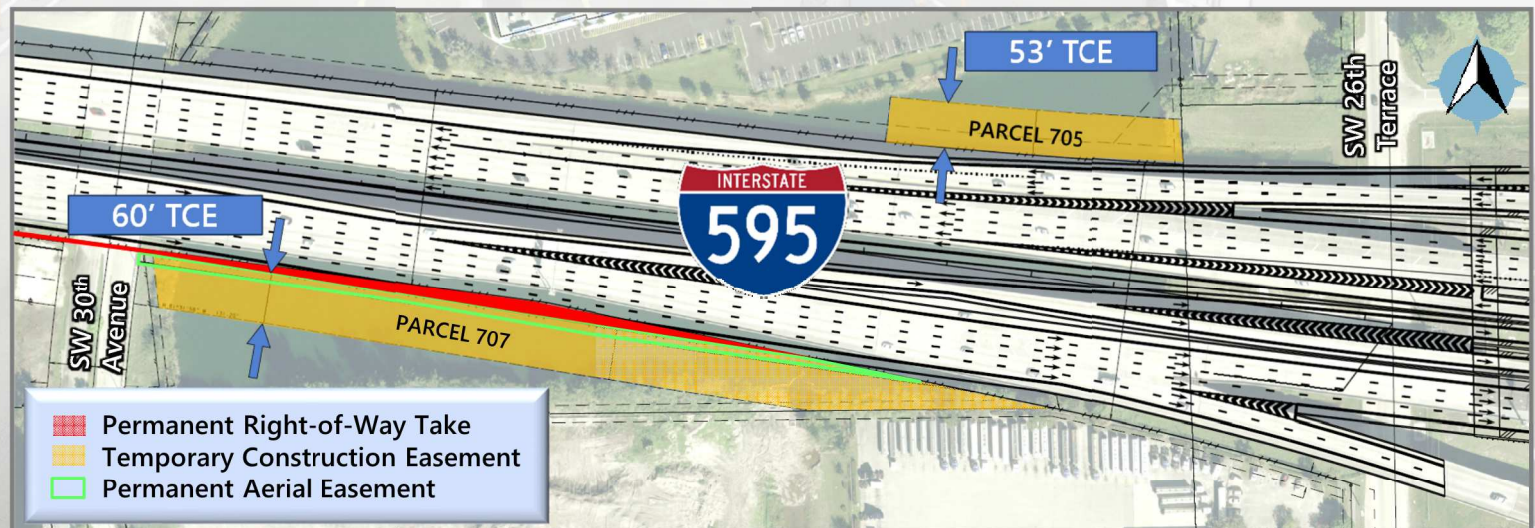 53' TCE
SW 26th
Terrace
PARCEL 705
INTERSTATE
595
60' TCE
SW 30th
Avenue
PARCEL 707
Permanent Right-of-Way Take
Temporary Construction Easement
Permanent Aerial Easement